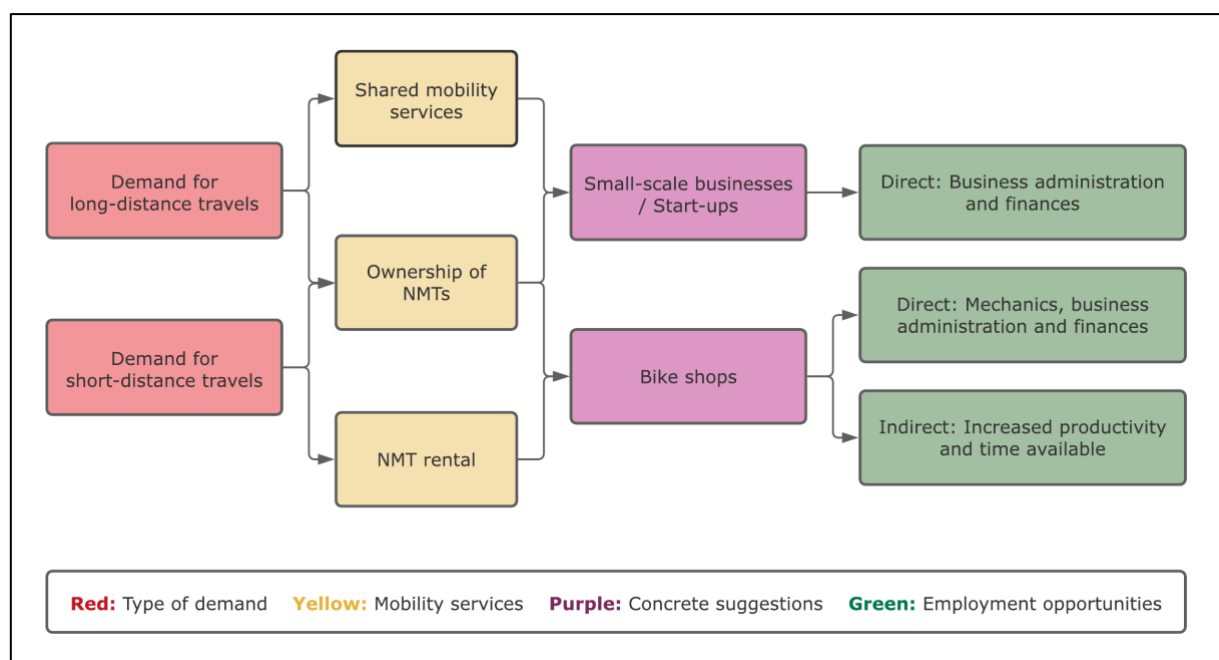 Shared mobility
services
Demand for
long-distance travels
Small-scale businesses
/ Start-ups
Direct: Business administration
and finances
Ownership of
NMTs
Direct: Mechanics, business
administration and finances
Demand for
short-distance travels
Bike shops
Indirect: Increased productivity
and time available
NMT rental
Red: Type of demand Yellow: Mobility services Purple: Concrete suggestions Green: Employment opportunities